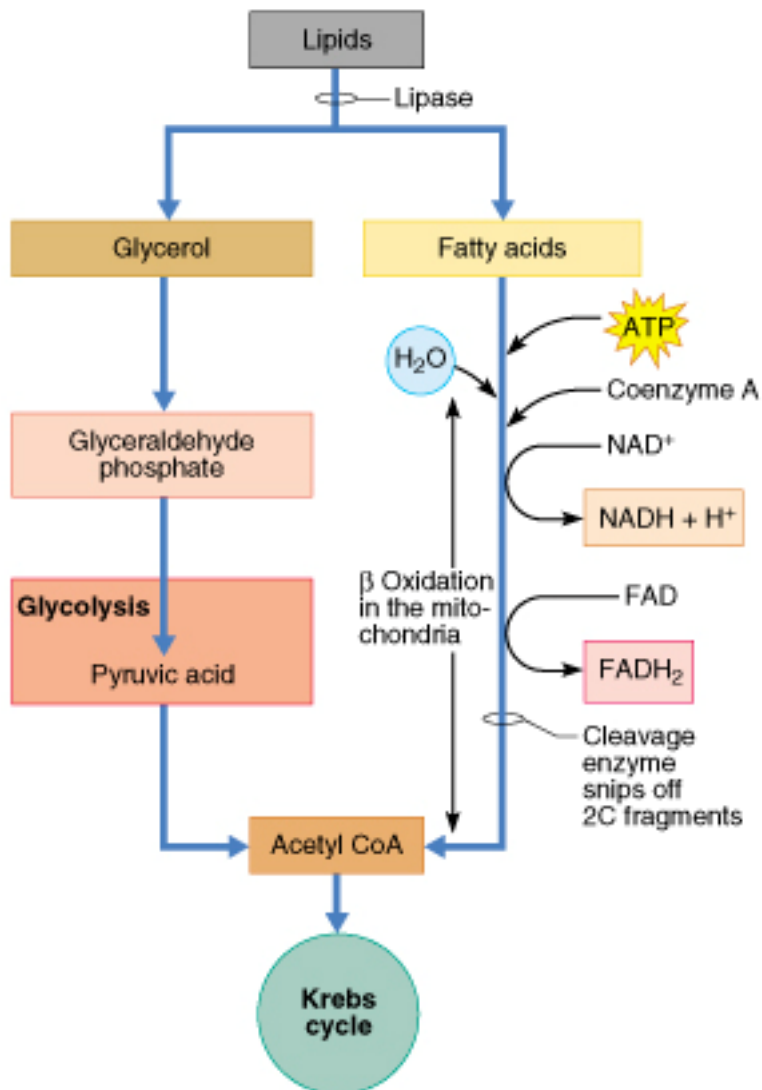 Lipids
Lipase
Glycerol
Fatty acids
ATP
H₂O
Coenzyme A
Glyceraldehyde
phosphate
NAD⁺
NADH + H⁺
β Oxidation
in the mito-
chondria
Glycolysis
Pyruvic acid
FAD
FADH₂
Cleavage
enzyme
snips off
2C fragments
Acetyl CoA
Krebs
cycle